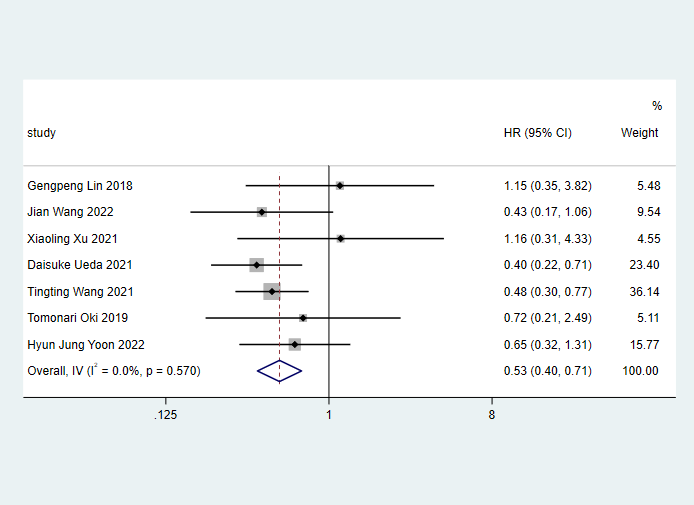 %
study HR (95% CI) Weight
Gengpeng Lin 2018 1.15 (0.35, 3.82) 5.48
Jian Wang 2022 0.43 (0.17, 1.06) 9.54
Xiaoling Xu 2021 1.16 (0.31, 4.33) 4.55
Daisuke Ueda 2021 0.40 (0.22, 0.71) 23.40
Tingting Wang 2021 0.48 (0.30, 0.77) 36.14
Tomonari Oki 2019 0.72 (0.21, 2.49) 5.11
Hyun Jung Yoon 2022 0.65 (0.32, 1.31) 15.77
Overall, IV (I² = 0.0%, p = 0.570) 0.53 (0.40, 0.71) 100.00
.125 1 8